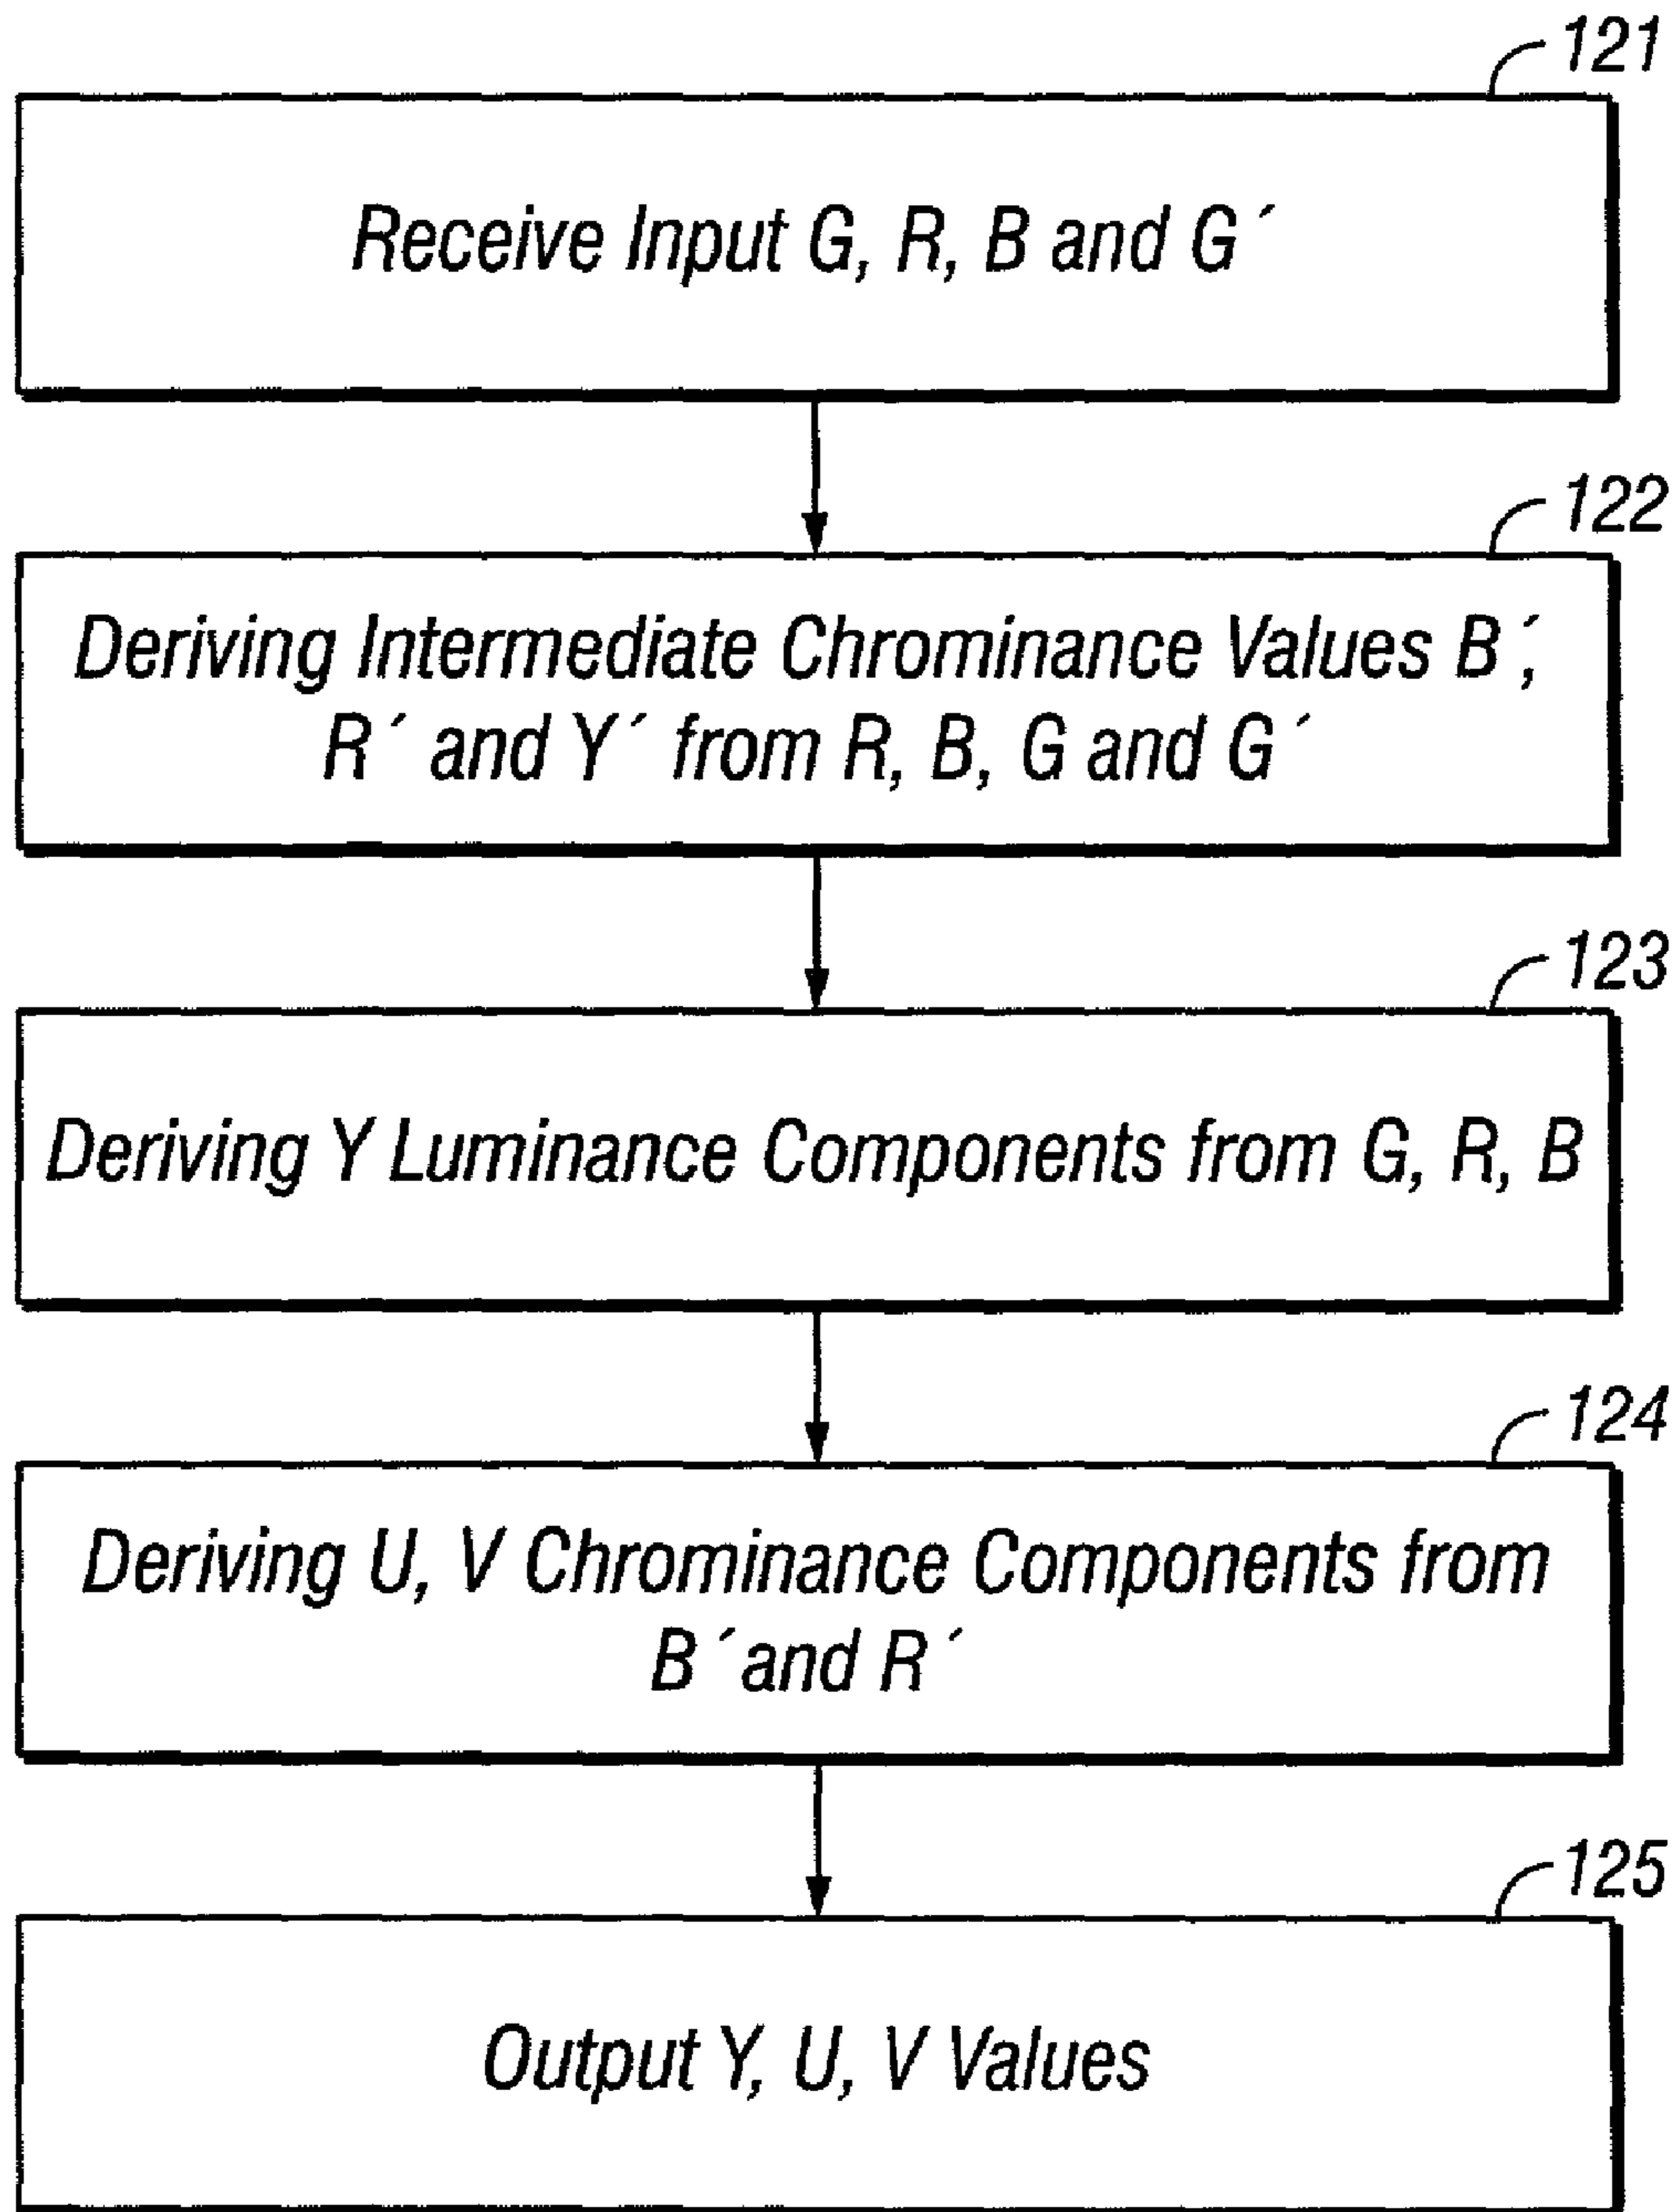 121
Receive Input G, R, B and G´
122
Deriving Intermediate Chrominance Values B´,
R´ and Y´ from R, B, G and G´
123
Deriving Y Luminance Components from G, R, B
124
Deriving U, V Chrominance Components from
B´and R´
125
Output Y, U, V Values